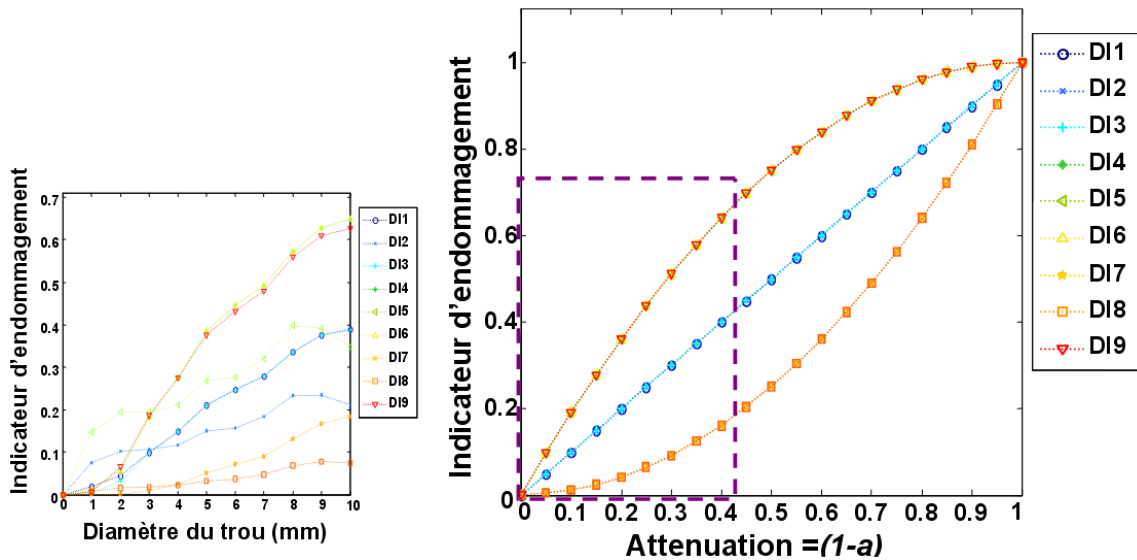 Indicateur d'endommagement
0.7
0.6
0.5
0.4
0.3
0.2
0.1
0
0 1 2 3 4 5 6 7 8 9 10
Diamètre du trou (mm)
DI1
DI2
DI3
DI4
DI5
DI6
DI7
DI8
DI9
Indicateur d'endommagement
1
0.8
0.6
0.4
0.2
0
0 0.1 0.2 0.3 0.4 0.5 0.6 0.7 0.8 0.9 1
Attenuation =(1-a)
DI1
DI2
DI3
DI4
DI5
DI6
DI7
DI8
DI9